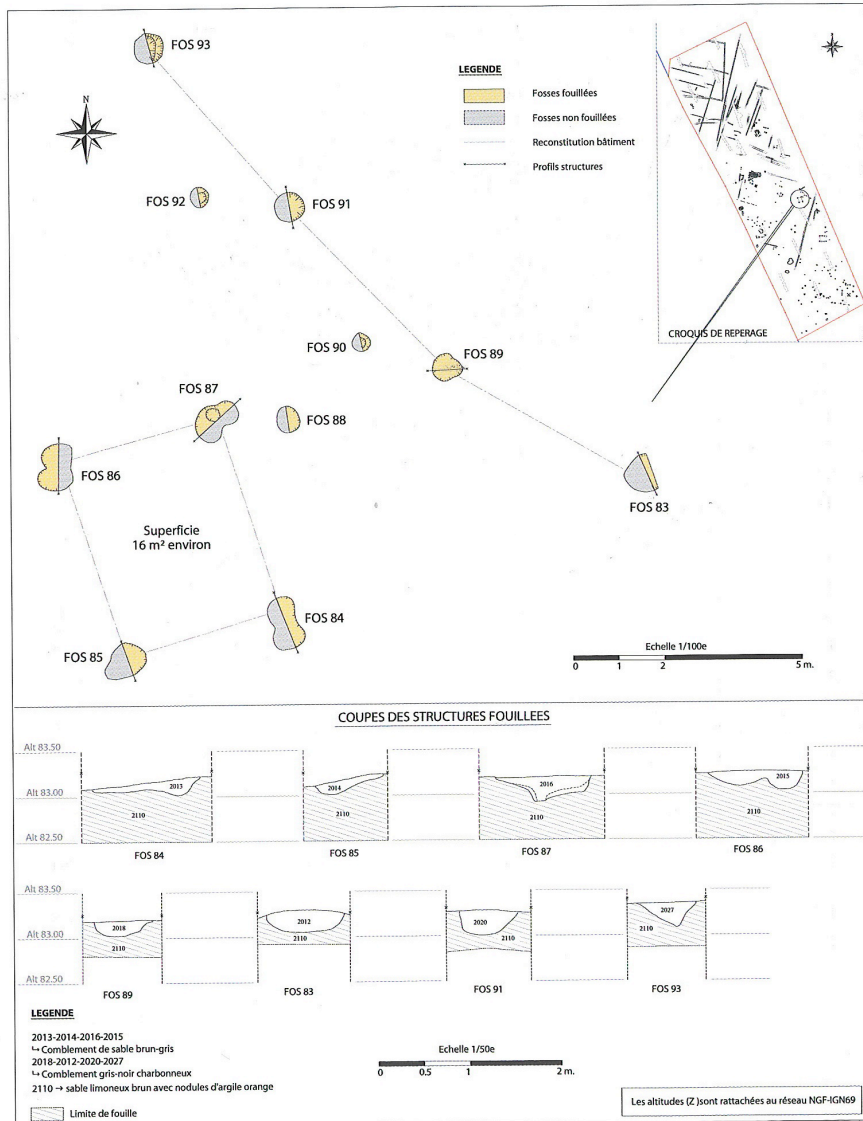 FOS 93
N
LEGENDE
Fosses fouillées
Fosses non fouillées
Reconstitution bâtiment
Profils structures
CROQUIS DE REPERAGE
FOS 92
FOS 91
FOS 90
FOS 89
FOS 87
FOS 88
FOS 86
FOS 83
Superficie
16 m² environ
FOS 84
FOS 85
Echelle 1/100e
0 1 2 5 m.
COUPES DES STRUCTURES FOUILLEES
Alt 83.50
Alt 83.00
Alt 82.50
2013
2110
FOS 84
2014
2110
FOS 85
2016
2110
FOS 87
2015
2110
FOS 86
Alt 83.50
Alt 83.00
Alt 82.50
2018
2110
FOS 89
2012
2110
FOS 83
2020
2110
FOS 91
2027
2110
FOS 93
LEGENDE
2013-2014-2016-2015
↳ Comblement de sable brun-gris
2018-2012-2020-2027
↳ Comblement gris-noir charbonneux
2110 → sable limoneux brun avec nodules d'argile orange
Limite de fouille
Echelle 1/50e
0 0.5 1 2 m.
Les altitudes (Z )sont rattachées au réseau NGF-IGN69